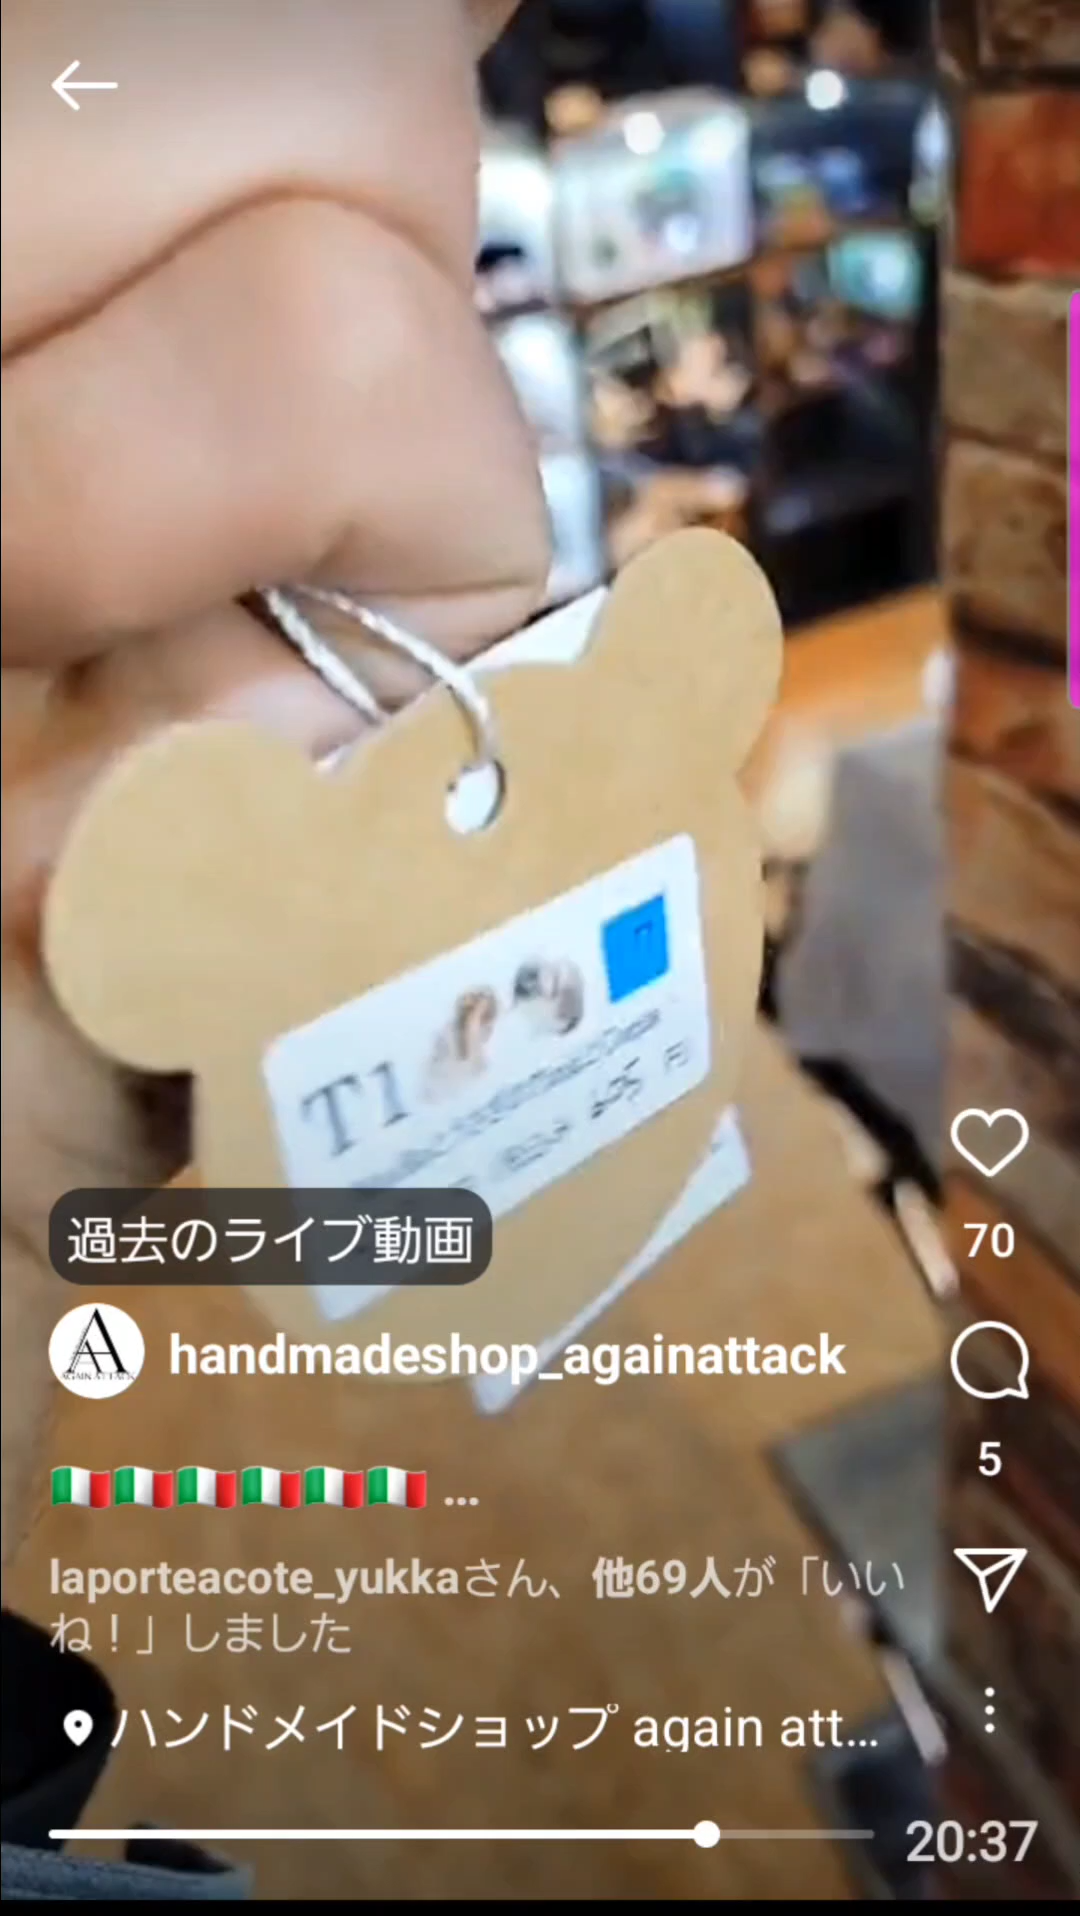 T1
過去のライブ動画
AGAIN ATTACK
handmadeshop_againattack
🇮🇹🇮🇹🇮🇹🇮🇹🇮🇹🇮🇹 ...
laporteacote_yukkaさん、他69人が「いい
ね！」しました
ハンドメイドショップ again att...
70
5
20:37